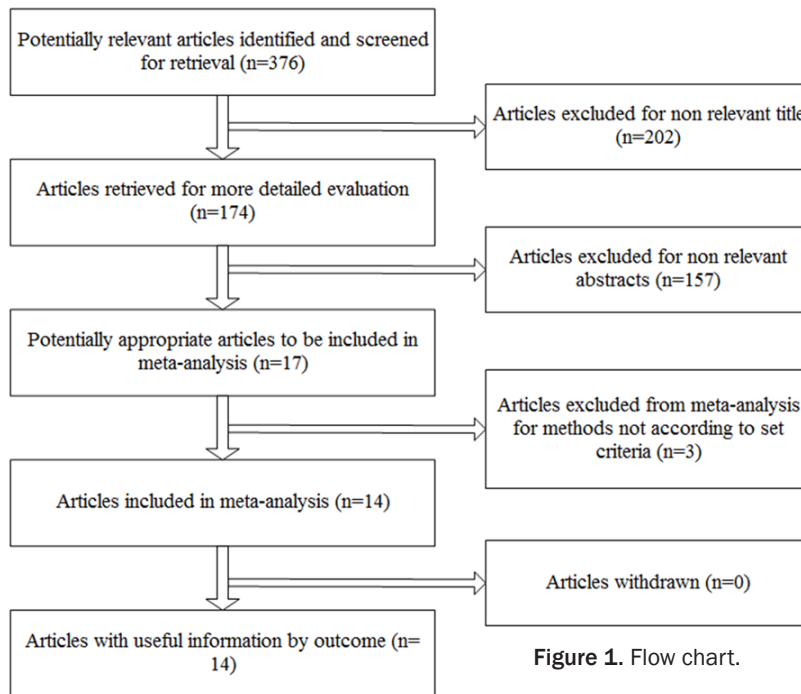 Potentially relevant articles identified and screened
for retrieval (n=376)
Articles excluded for non relevant title
(n=202)
Articles retrieved for more detailed evaluation
(n=174)
Articles excluded for non relevant
abstracts (n=157)
Potentially appropriate articles to be included in
meta-analysis (n=17)
Articles excluded from meta-analysis
for methods not according to set
criteria (n=3)
Articles included in meta-analysis (n=14)
Articles withdrawn (n=0)
Articles with useful information by outcome (n=
14)
Figure 1. Flow chart.